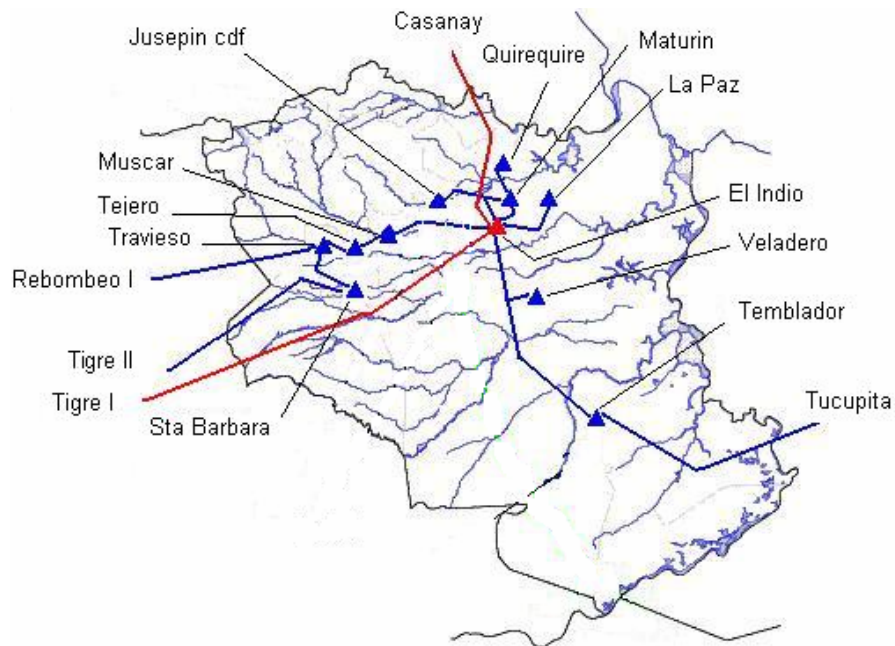 Casanay
Jusepin cdf
Quirequire
Maturin
La Paz
Muscar
Tejero
El Indio
Travieso
Veladero
Rebombeo I
Temblador
Tigre II
Tigre I
Tucupita
Sta Barbara